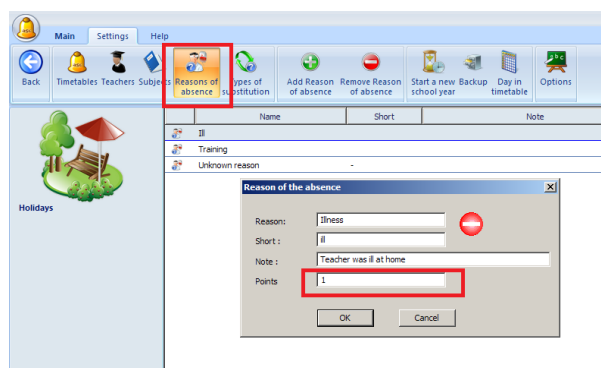 Main Settings Help
Back Timetables Teachers Subjects Reasons of absence Types of substitution Add Reason of absence Remove Reason of absence Start a new school year Backup Day in timetable Options
Name Short Note
Ill
Training
Unknown reason -
Holidays
Reason of the absence
Reason: Illness
Short : ill
Note : Teacher was ill at home
Points 1
OK Cancel